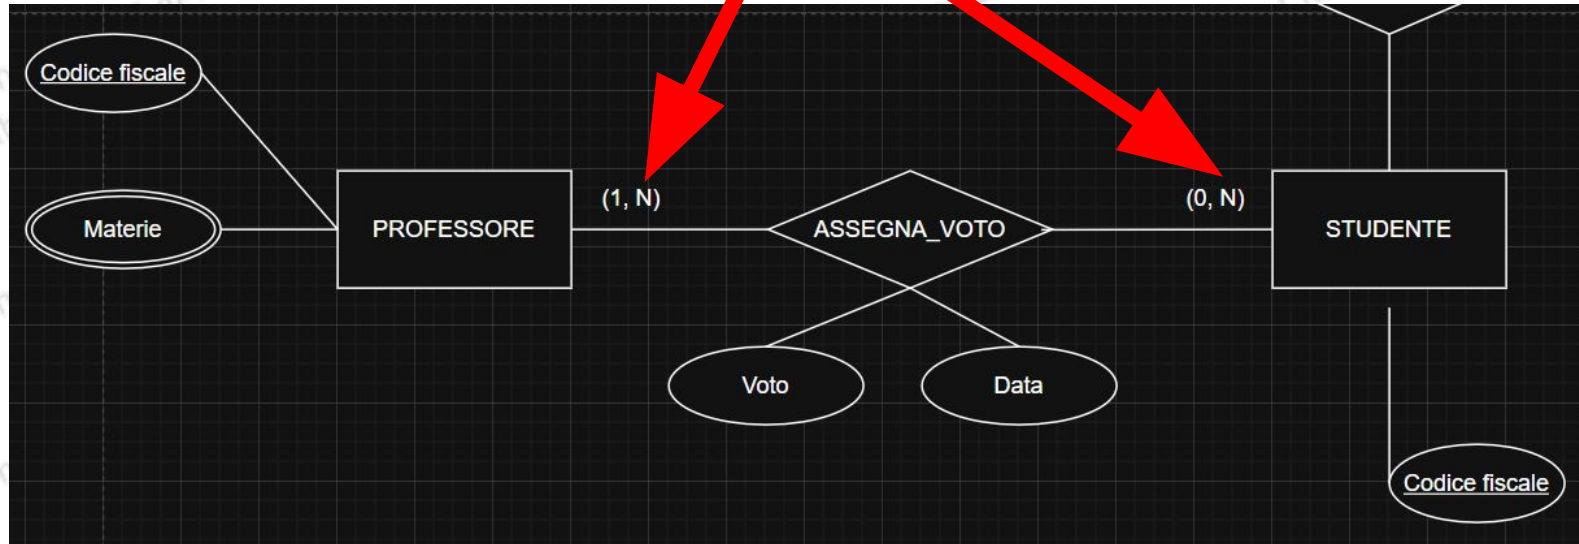 Codice fiscale
(1, N)
(0, N)
Materie
PROFESSORE
ASSEGNA_VOTO
STUDENTE
Voto
Data
Codice fiscale